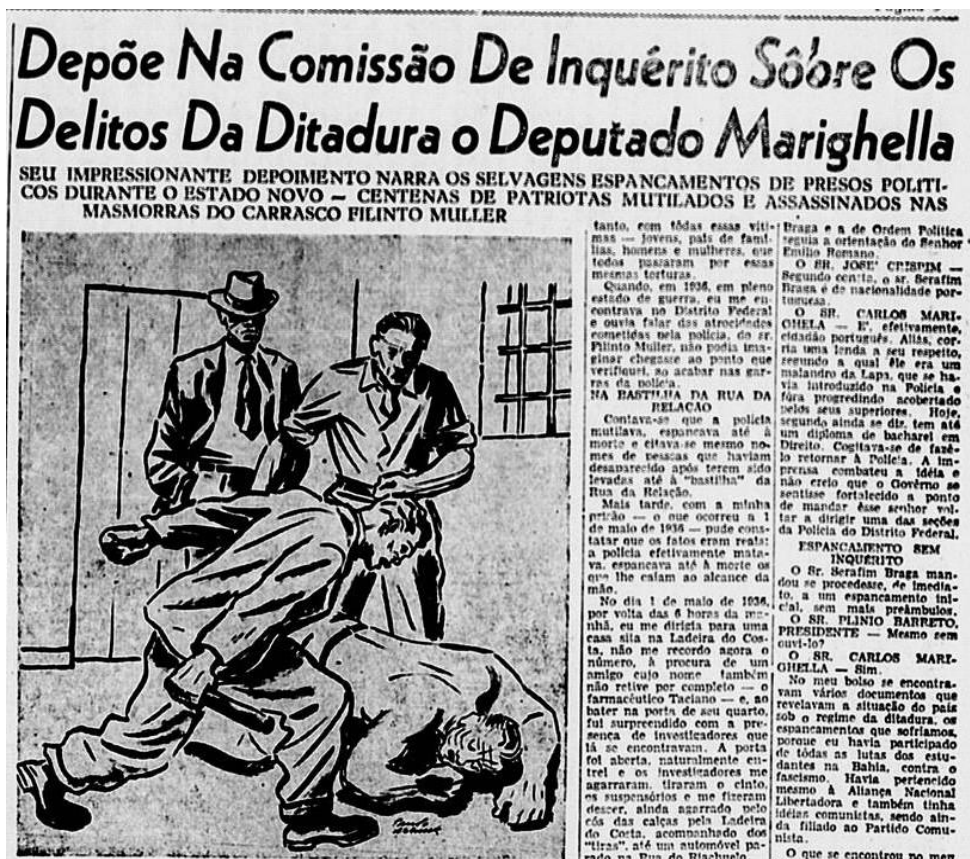 Depõe Na Comissão De Inquérito Sôbre Os
Delitos Da Ditadura o Deputado Marighella
SEU IMPRESSIONANTE DEPOIMENTO NARRA OS SELVAGENS ESPANCAMENTOS DE PRESOS POLITI-
COS DURANTE O ESTADO NOVO — CENTENAS DE PATRIOTAS MUTILADOS E ASSASSINADOS NAS
MASMORRAS DO CARRASCO FILINTO MULLER
tanto, com tôdas essas viti-
mas — jovens, pais de famí-
lias, homens e mulheres, que
todos passaram por essas
mesmas torturas.
Quando, em 1936, em pleno
estado de guerra, eu me en-
contrava no Distrito Federal
e ouvia falar das atrocidades
cometidas pela polícia, do sr.
Filinto Muller, não podia ima-
ginar chegasse ao ponto que
verifiquei, ao acabar nas gar-
ras da polícia.
NA BASTILHA DA RUA DA
RELAÇÃO
Contava-se que a policia
mutilava, espancava até à
morte e citava-se mesmo no-
mes de pessoas que haviam
desaparecido após terem sido
levadas até à "bastilha" da
Rua da Relação.
Mais tarde, com a minha
prisão — o que ocorreu a 1
de maio de 1936 — pude cons-
tatar que os fatos eram reais:
a policia efetivamente mata-
va, espancava até à morte os
que lhe caiam ao alcance da
mão.
No dia 1 de maio de 1936,
por volta das 6 horas da ma-
nhã, eu me dirigia para uma
casa sita na Ladeira do Cos-
ta, não me recordo agora o
número, à procura de um
amigo cujo nome também
não retive por completo — o
farmacêutico Taciano — e, ao
bater na porta de seu quarto,
fui surpreendido com a pre-
sença de investigadores que
lá se encontravam. A porta
foi aberta, naturalmente en-
trei e os investigadores me
agarraram, tiraram o cinto,
os suspensórios e me fizeram
descer, ainda agarrado pelo
cós das calças pela Ladeira
do Costa, acompanhado dos
"tiras", até um automóvel pa-
rado na Rua do Riachuelo.
Braga e a de Ordem Política
seguia a orientação do Senhor
Emilio Romano.
O SR. JOSE' CRISPIM —
Segundo consta, o sr. Serafim
Braga é de nacionalidade por-
tuguesa.
O SR. CARLOS MARI-
GHELA — E', efetivamente,
cidadão português. Aliás, cor-
ria uma lenda a seu respeito,
segundo a qual êle era um
malandro da Lapa, que se ha-
via introduzido na Polícia e
fôra progredindo acobertado
pelos seus superiores. Hoje,
segundo ainda se diz, tem até
um diploma de bacharel em
Direito. Cogitava-se de fazê-
lo retornar à Polícia. A im-
prensa combateu a idéia e
não creio que o Govêrno se
sentisse fortalecido a ponto
de mandar êsse senhor vol-
tar a dirigir uma das seções
da Polícia do Distrito Federal.
ESPANCAMENTO SEM
INQUÉRITO
O Sr. Serafim Braga man-
dou se procedesse, de imedia-
to, a um espancamento ini-
cial, sem mais preâmbulos.
O SR. PLINIO BARRETO,
PRESIDENTE — Mesmo sem
ouvi-lo?
O SR. CARLOS MARI-
GHELLA — Sim.
No meu bolso se encontra-
vam vários documentos que
revelavam a situação do país
sob o regime da ditadura, os
espancamentos que sofriamos,
porque eu havia participado
de tôdas as lutas dos estu-
dantes na Bahia, contra o
fascismo. Havia pertencido
mesmo à Aliança Nacional
Libertadora e também tinha
idéias comunistas, sendo ain-
da filiado ao Partido Comu-
nista.
O que se encontrou no meu